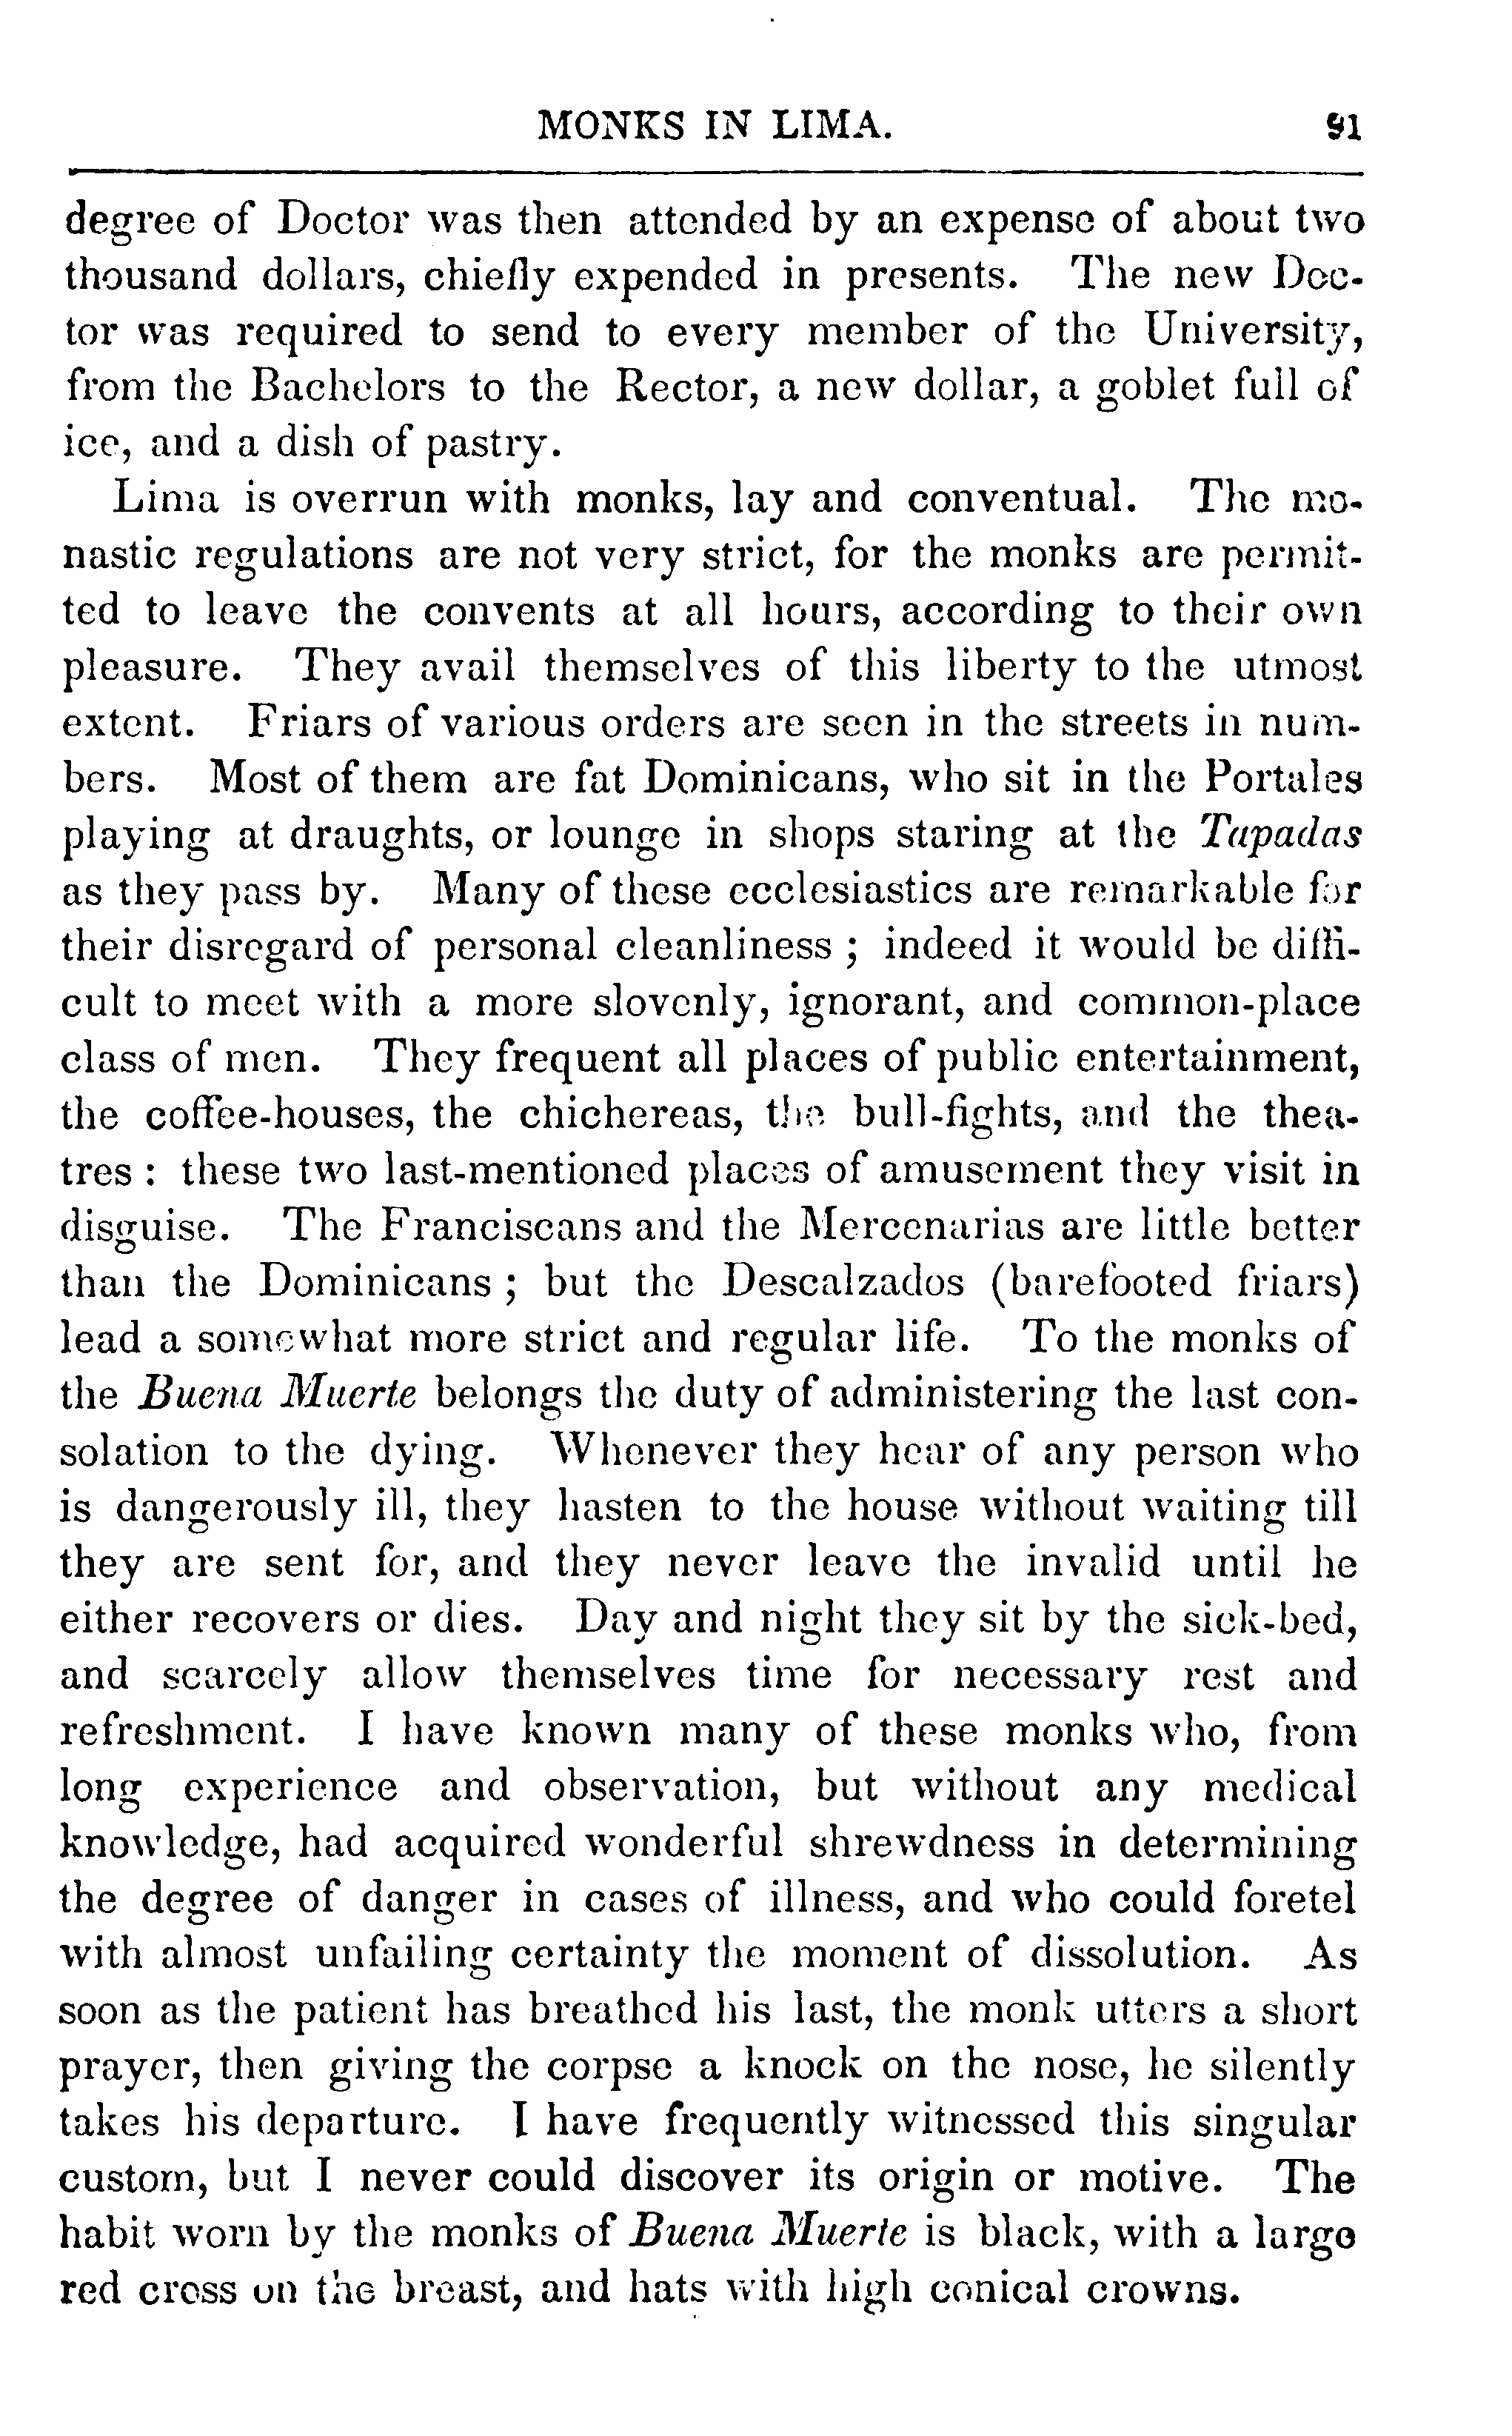 MONKS IN LIMA. 91
degree of Doctor was then attended by an expense of about two
thousand dollars, chiefly expended in presents. The new Doc-
tor was required to send to every member of the University,
from the Bachelors to the Rector, a new dollar, a goblet full of
ice, and a dish of pastry.
Lima is overrun with monks, lay and conventual. The mo-
nastic regulations are not very strict, for the monks are permit-
ted to leave the convents at all hours, according to their own
pleasure. They avail themselves of this liberty to the utmost
extent. Friars of various orders are seen in the streets in num-
bers. Most of them are fat Dominicans, who sit in the Portales
playing at draughts, or lounge in shops staring at the Tapadas
as they pass by. Many of these ecclesiastics are remarkable for
their disregard of personal cleanliness ; indeed it would be diffi-
cult to meet with a more slovenly, ignorant, and common-place
class of men. They frequent all places of public entertainment,
the coffee-houses, the chichereas, the bull-fights, and the thea-
tres : these two last-mentioned places of amusement they visit in
disguise. The Franciscans and the Mercenarias are little better
than the Dominicans ; but the Descalzados (barefooted friars)
lead a somewhat more strict and regular life. To the monks of
the Buena Muerte belongs the duty of administering the last con-
solation to the dying. Whenever they hear of any person who
is dangerously ill, they hasten to the house without waiting till
they are sent for, and they never leave the invalid until he
either recovers or dies. Day and night they sit by the sick-bed,
and scarcely allow themselves time for necessary rest and
refreshment. I have known many of these monks who, from
long experience and observation, but without any medical
knowledge, had acquired wonderful shrewdness in determining
the degree of danger in cases of illness, and who could foretel
with almost unfailing certainty the moment of dissolution. As
soon as the patient has breathed his last, the monk utters a short
prayer, then giving the corpse a knock on the nose, he silently
takes his departure. I have frequently witnessed this singular
custom, but I never could discover its origin or motive. The
habit worn by the monks of Buena Muerte is black, with a large
red cross on the breast, and hats with high conical crowns.